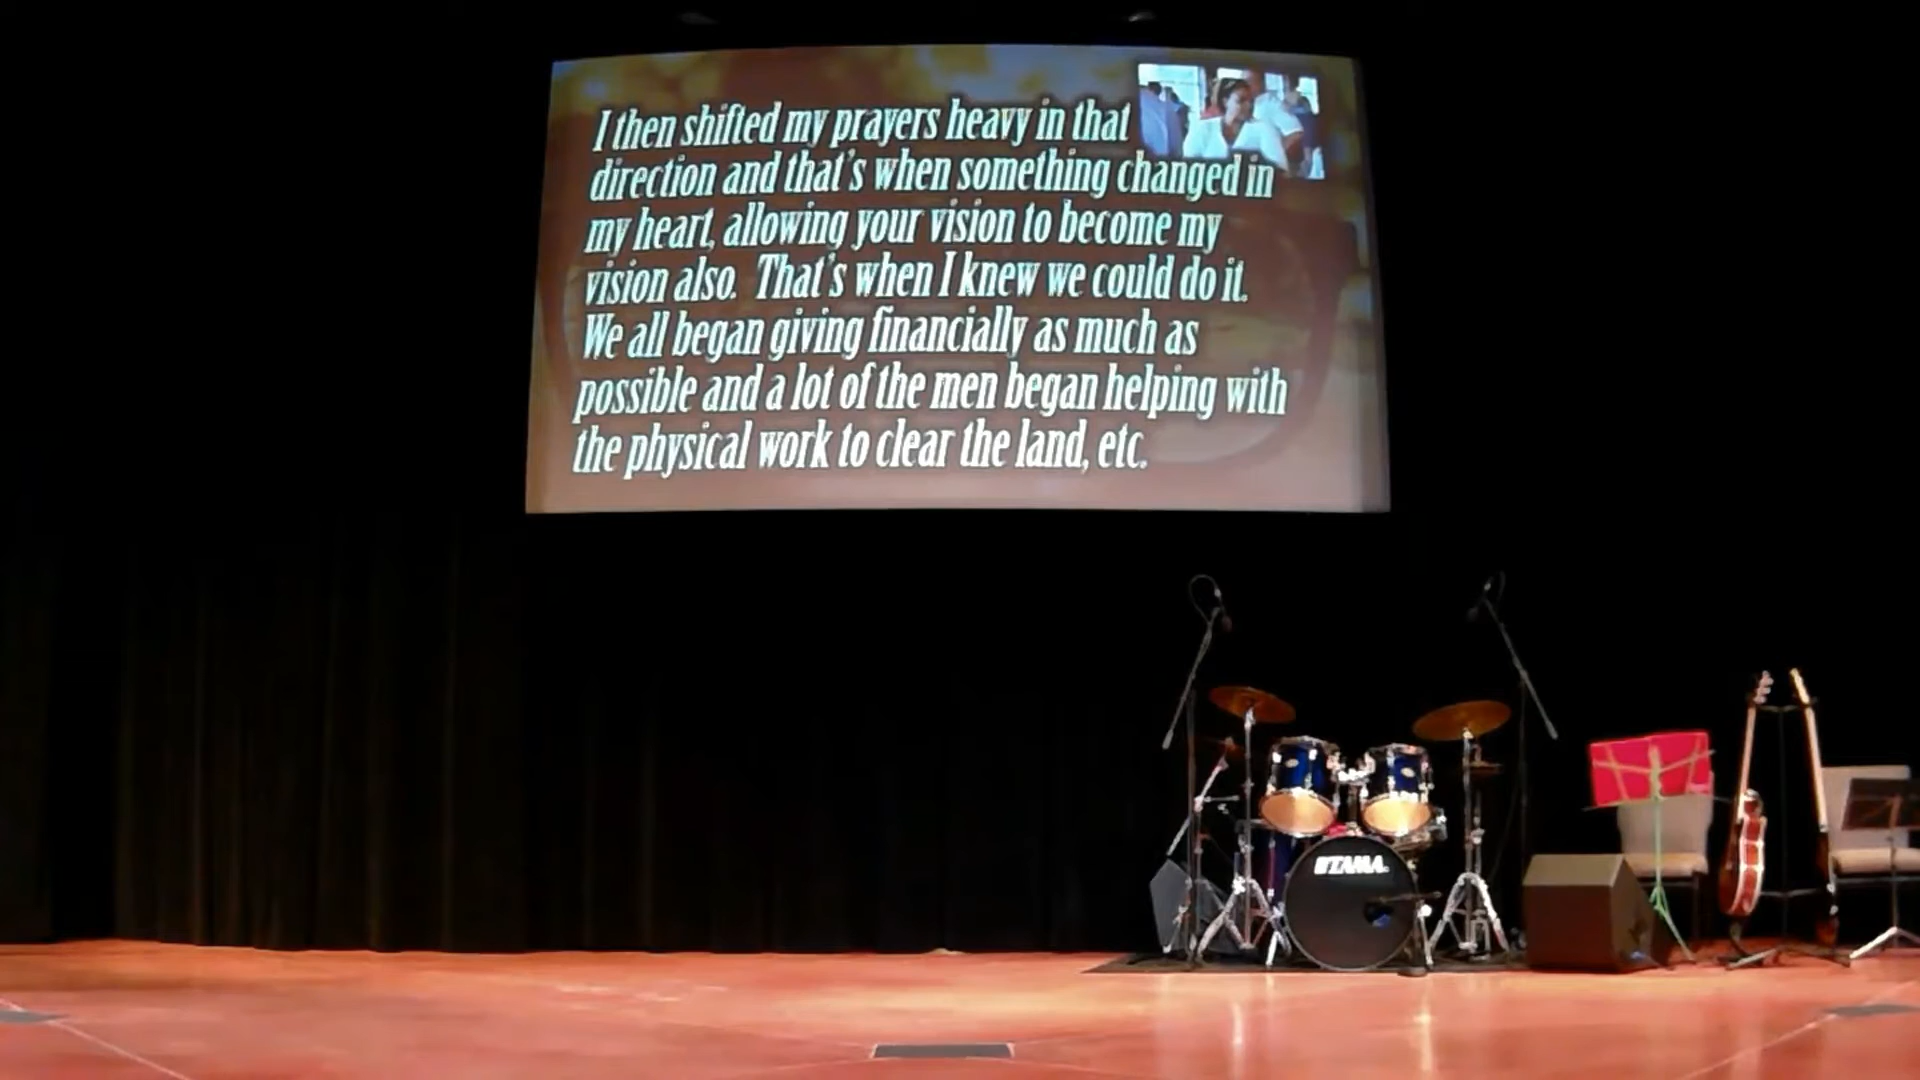 I then shifted my prayers heavy in that
direction and that's when something changed in
my heart, allowing your vision to become my
vision also.  That's when I knew we could do it.
We all began giving financially as much as
possible and a lot of the men began helping with
the physical work to clear the land, etc.
TAMA